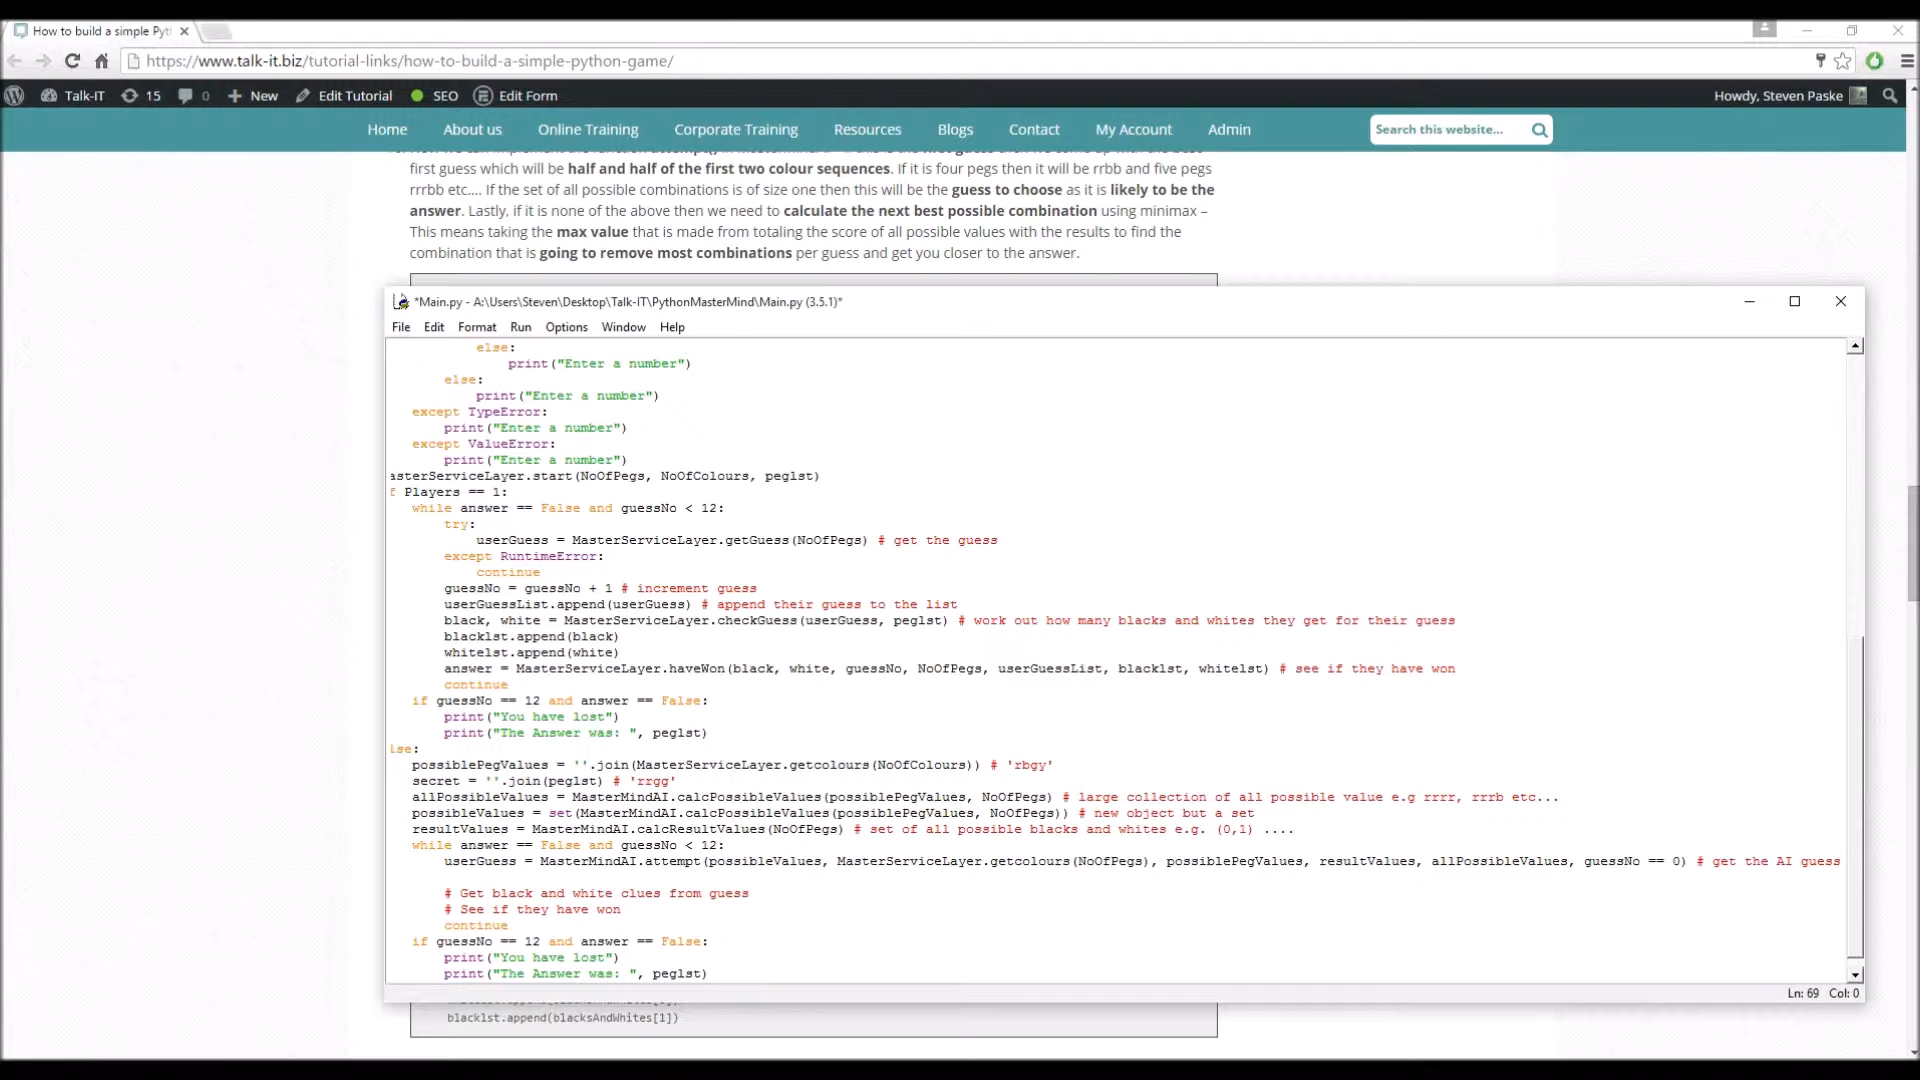 How to build a simple Pyt
https://www.talk-it.biz/tutorial-links/how-to-build-a-simple-python-game/
Talk-IT 15 0 New Edit Tutorial SEO Edit Form Howdy, Steven Paske
Home About us Online Training Corporate Training Resources Blogs Contact My Account Admin Search this website...
first guess which will be half and half of the first two colour sequences. If it is four pegs then it will be rrbb and five pegs
rrrbb etc.... If the set of all possible combinations is of size one then this will be the guess to choose as it is likely to be the
answer. Lastly, if it is none of the above then we need to calculate the next best possible combination using minimax –
This means taking the max value that is made from totaling the score of all possible values with the results to find the
combination that is going to remove most combinations per guess and get you closer to the answer.
*Main.py - A:\Users\Steven\Desktop\Talk-IT\PythonMasterMind\Main.py (3.5.1)*
File Edit Format Run Options Window Help
else:
print("Enter a number")
else:
print("Enter a number")
except TypeError:
print("Enter a number")
except ValueError:
print("Enter a number")
asterServiceLayer.start(NoOfPegs, NoOfColours, peglst)
f Players == 1:
while answer == False and guessNo < 12:
try:
userGuess = MasterServiceLayer.getGuess(NoOfPegs) # get the guess
except RuntimeError:
continue
guessNo = guessNo + 1 # increment guess
userGuessList.append(userGuess) # append their guess to the list
black, white = MasterServiceLayer.checkGuess(userGuess, peglst) # work out how many blacks and whites they get for their guess
blacklst.append(black)
whitelst.append(white)
answer = MasterServiceLayer.haveWon(black, white, guessNo, NoOfPegs, userGuessList, blacklst, whitelst) # see if they have won
continue
if guessNo == 12 and answer == False:
print("You have lost")
print("The Answer was: ", peglst)
lse:
possiblePegValues = ''.join(MasterServiceLayer.getcolours(NoOfColours)) # 'rbgy'
secret = ''.join(peglst) # 'rrgg'
allPossibleValues = MasterMindAI.calcPossibleValues(possiblePegValues, NoOfPegs) # large collection of all possible value e.g rrrr, rrrb etc...
possibleValues = set(MasterMindAI.calcPossibleValues(possiblePegValues, NoOfPegs)) # new object but a set
resultValues = MasterMindAI.calcResultValues(NoOfPegs) # set of all possible blacks and whites e.g. (0,1) ....
while answer == False and guessNo < 12:
userGuess = MasterMindAI.attempt(possibleValues, MasterServiceLayer.getcolours(NoOfPegs), possiblePegValues, resultValues, allPossibleValues, guessNo == 0) # get the AI guess
# Get black and white clues from guess
# See if they have won
continue
if guessNo == 12 and answer == False:
print("You have lost")
print("The Answer was: ", peglst)
Ln: 69 Col: 0
blacklst.append(blacksAndWhites[1])